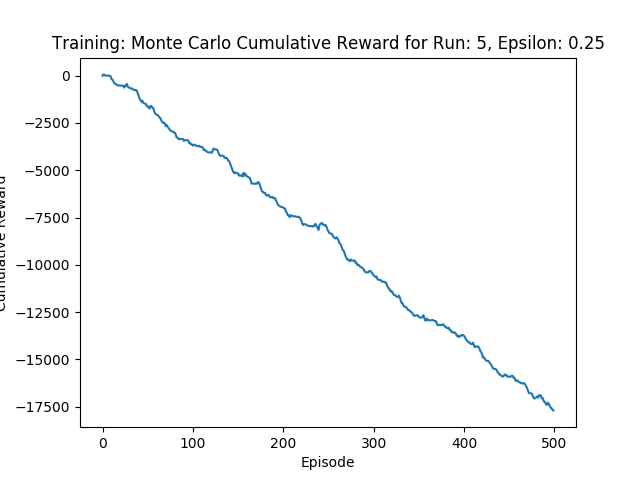 Training: Monte Carlo Cumulative Reward for Run: 5, Epsilon: 0.25
0
−2500
−5000
−7500
−10000
−12500
−15000
−17500
Cumulative Reward
0 100 200 300 400 500
Episode